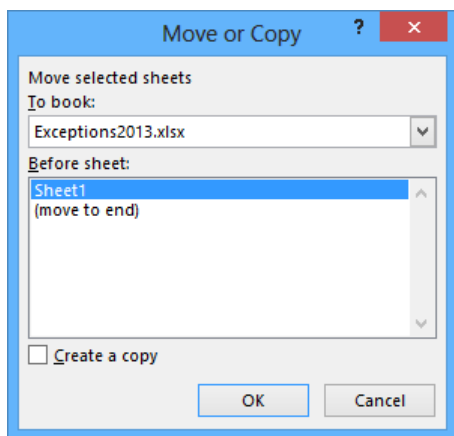 Move or Copy ? ×
Move selected sheets
To book:
Exceptions2013.xlsx
Before sheet:
Sheet1
(move to end)
Create a copy
OK Cancel